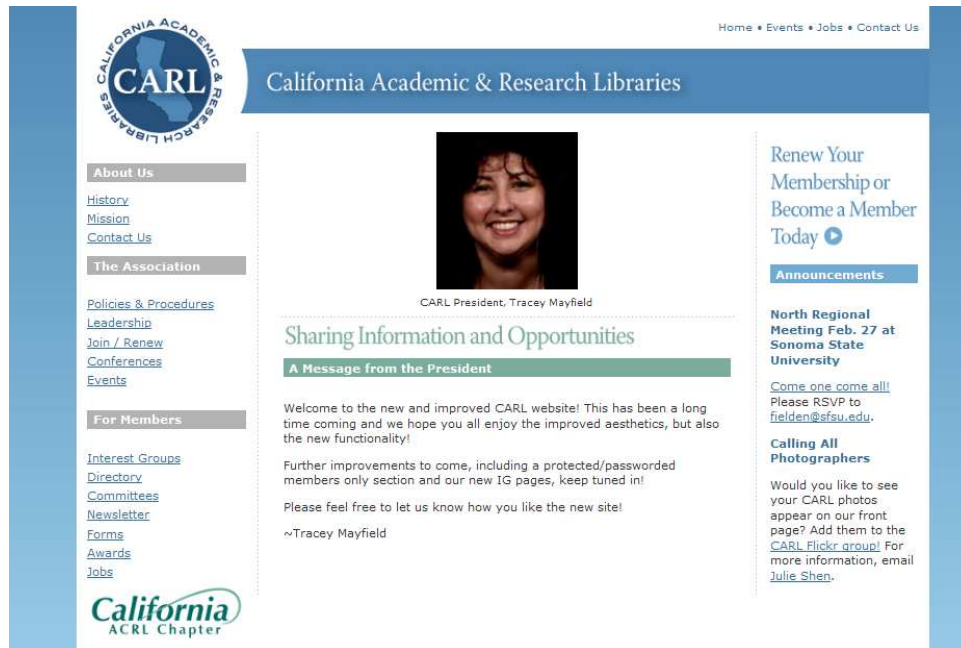 CALIFORNIA ACADEMIC & RESEARCH LIBRARIES
CARL
Home • Events • Jobs • Contact Us
California Academic & Research Libraries
About Us
History
Mission
Contact Us
The Association
Policies & Procedures
Leadership
Join / Renew
Conferences
Events
For Members
Interest Groups
Directory
Committees
Newsletter
Forms
Awards
Jobs
California
ACRL Chapter
CARL President, Tracey Mayfield
Sharing Information and Opportunities
A Message from the President
Welcome to the new and improved CARL website! This has been a long
time coming and we hope you all enjoy the improved aesthetics, but also
the new functionality!
Further improvements to come, including a protected/passworded
members only section and our new IG pages, keep tuned in!
Please feel free to let us know how you like the new site!
~Tracey Mayfield
Renew Your
Membership or
Become a Member
Today
Announcements
North Regional
Meeting Feb. 27 at
Sonoma State
University
Come one come all!
Please RSVP to
fielden@sfsu.edu.
Calling All
Photographers
Would you like to see
your CARL photos
appear on our front
page? Add them to the
CARL Flickr group! For
more information, email
Julie Shen.